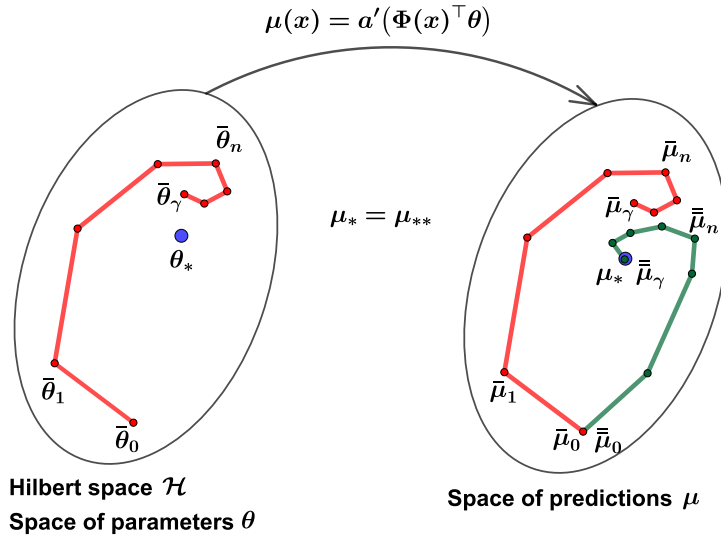 μ(x) = a′(Φ(x)⊤θ)
θ̄ₙ
θ̄ᵧ
θ*
θ̄₁
θ̄₀
μ* = μ**
μ̄ₙ
μ̄ᵧ
μ̿ₙ
μ* μ̿ᵧ
μ̄₁
μ̄₀ μ̿₀
Hilbert space ℋ
Space of parameters θ
Space of predictions μ